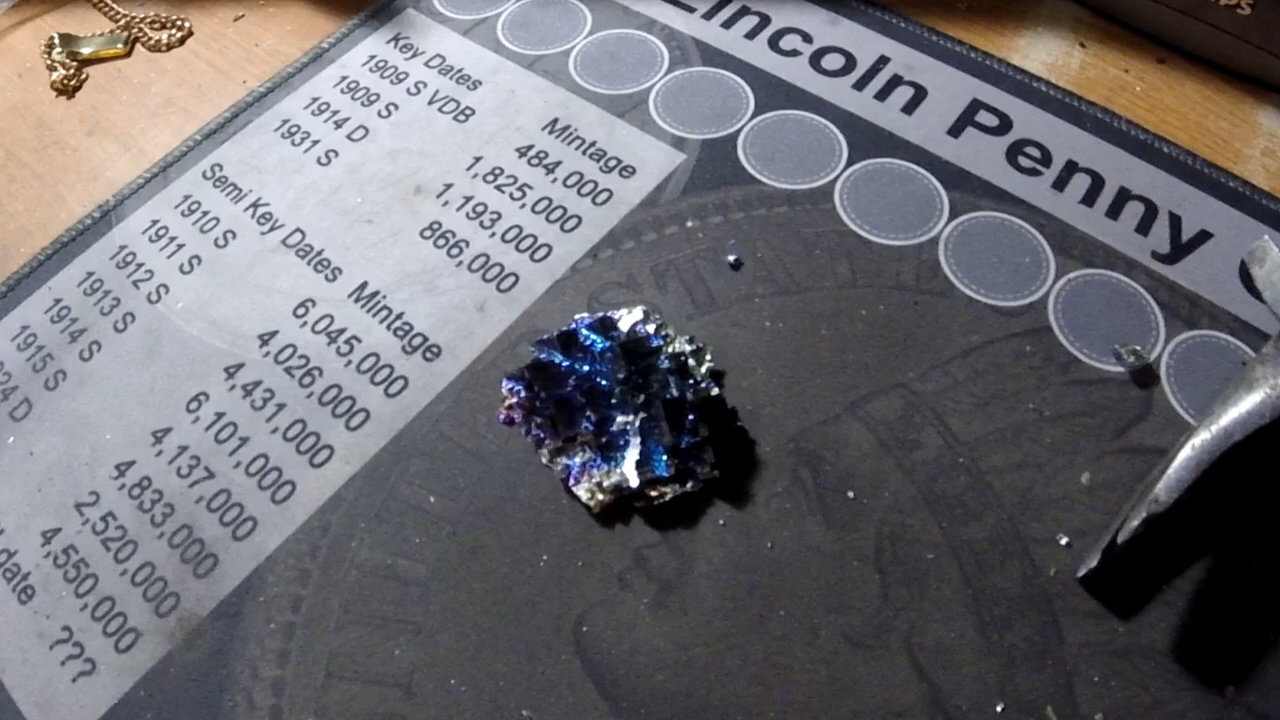 Lincoln Penny
Key Dates Mintage
1909 S VDB 484,000
1909 S 1,825,000
1914 D 1,193,000
1931 S 866,000
Semi Key Dates Mintage
1910 S 6,045,000
1911 S 4,026,000
1912 S 4,431,000
1913 S 6,101,000
1914 S 4,137,000
1915 S 4,833,000
24 D 2,520,000
4,550,000
date ???
STATE